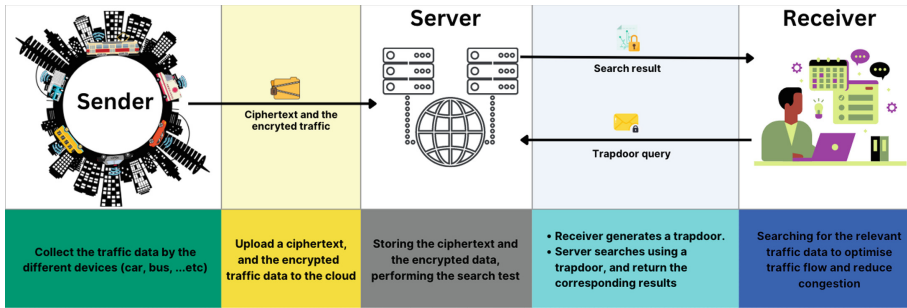 Server
Receiver
Sender
Ciphertext and the
encryted traffic
Search result
Trapdoor query
Collect the traffic data by the
different devices (car, bus, ...etc)
Upload a ciphertext,
and the encrypted
traffic data to the cloud
Storing the ciphertext and
the encrypted data,
performing the search test
• Receiver generates a trapdoor.
• Server searches using a
trapdoor, and return the
corresponding results
Searching for the relevant
traffic data to optimise
traffic flow and reduce
congestion